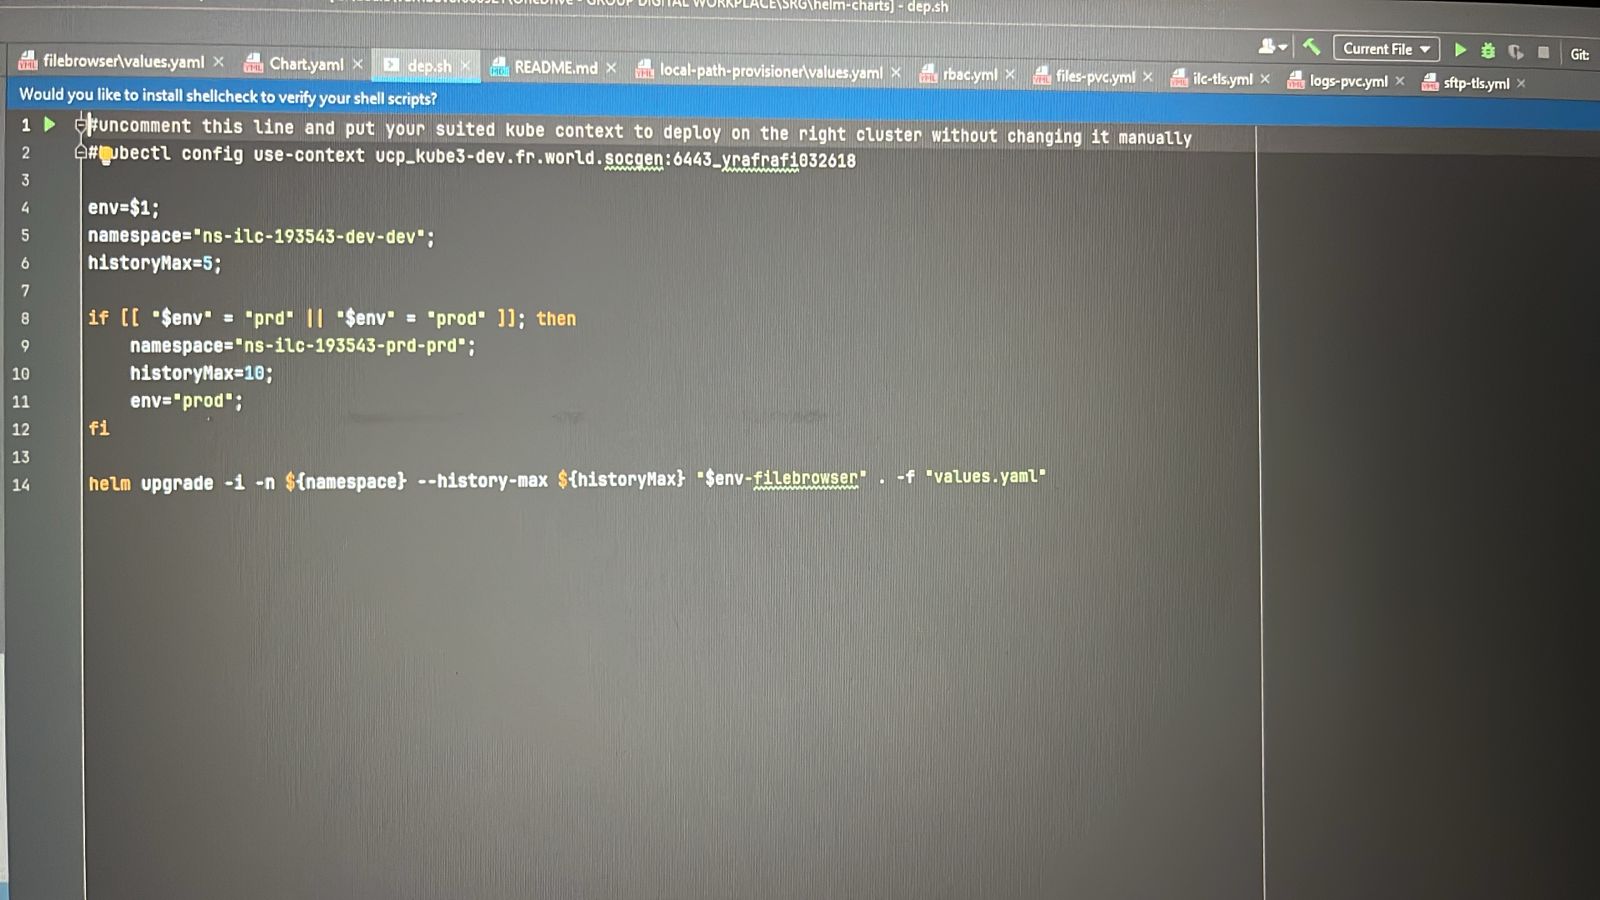 GROUP DIGITAL WORKPLACE\SRG\helm-charts] - dep.sh
Current File
Git:
filebrowser\values.yaml
Chart.yaml
dep.sh
README.md
local-path-provisioner\values.yaml
rbac.yml
files-pvc.yml
ilc-tls.yml
logs-pvc.yml
sftp-tls.yml
Would you like to install shellcheck to verify your shell scripts?
1 #uncomment this line and put your suited kube context to deploy on the right cluster without changing it manually
2 #kubectl config use-context ucp_kube3-dev.fr.world.socgen:6443_yrafrafi032618
3
4 env=$1;
5 namespace="ns-ilc-193543-dev-dev";
6 historyMax=5;
7
8 if [[ "$env" = "prd" || "$env" = "prod" ]]; then
9 namespace="ns-ilc-193543-prd-prd";
10 historyMax=10;
11 env="prod";
12 fi
13
14 helm upgrade -i -n ${namespace} --history-max ${historyMax} "$env-filebrowser" . -f "values.yaml"